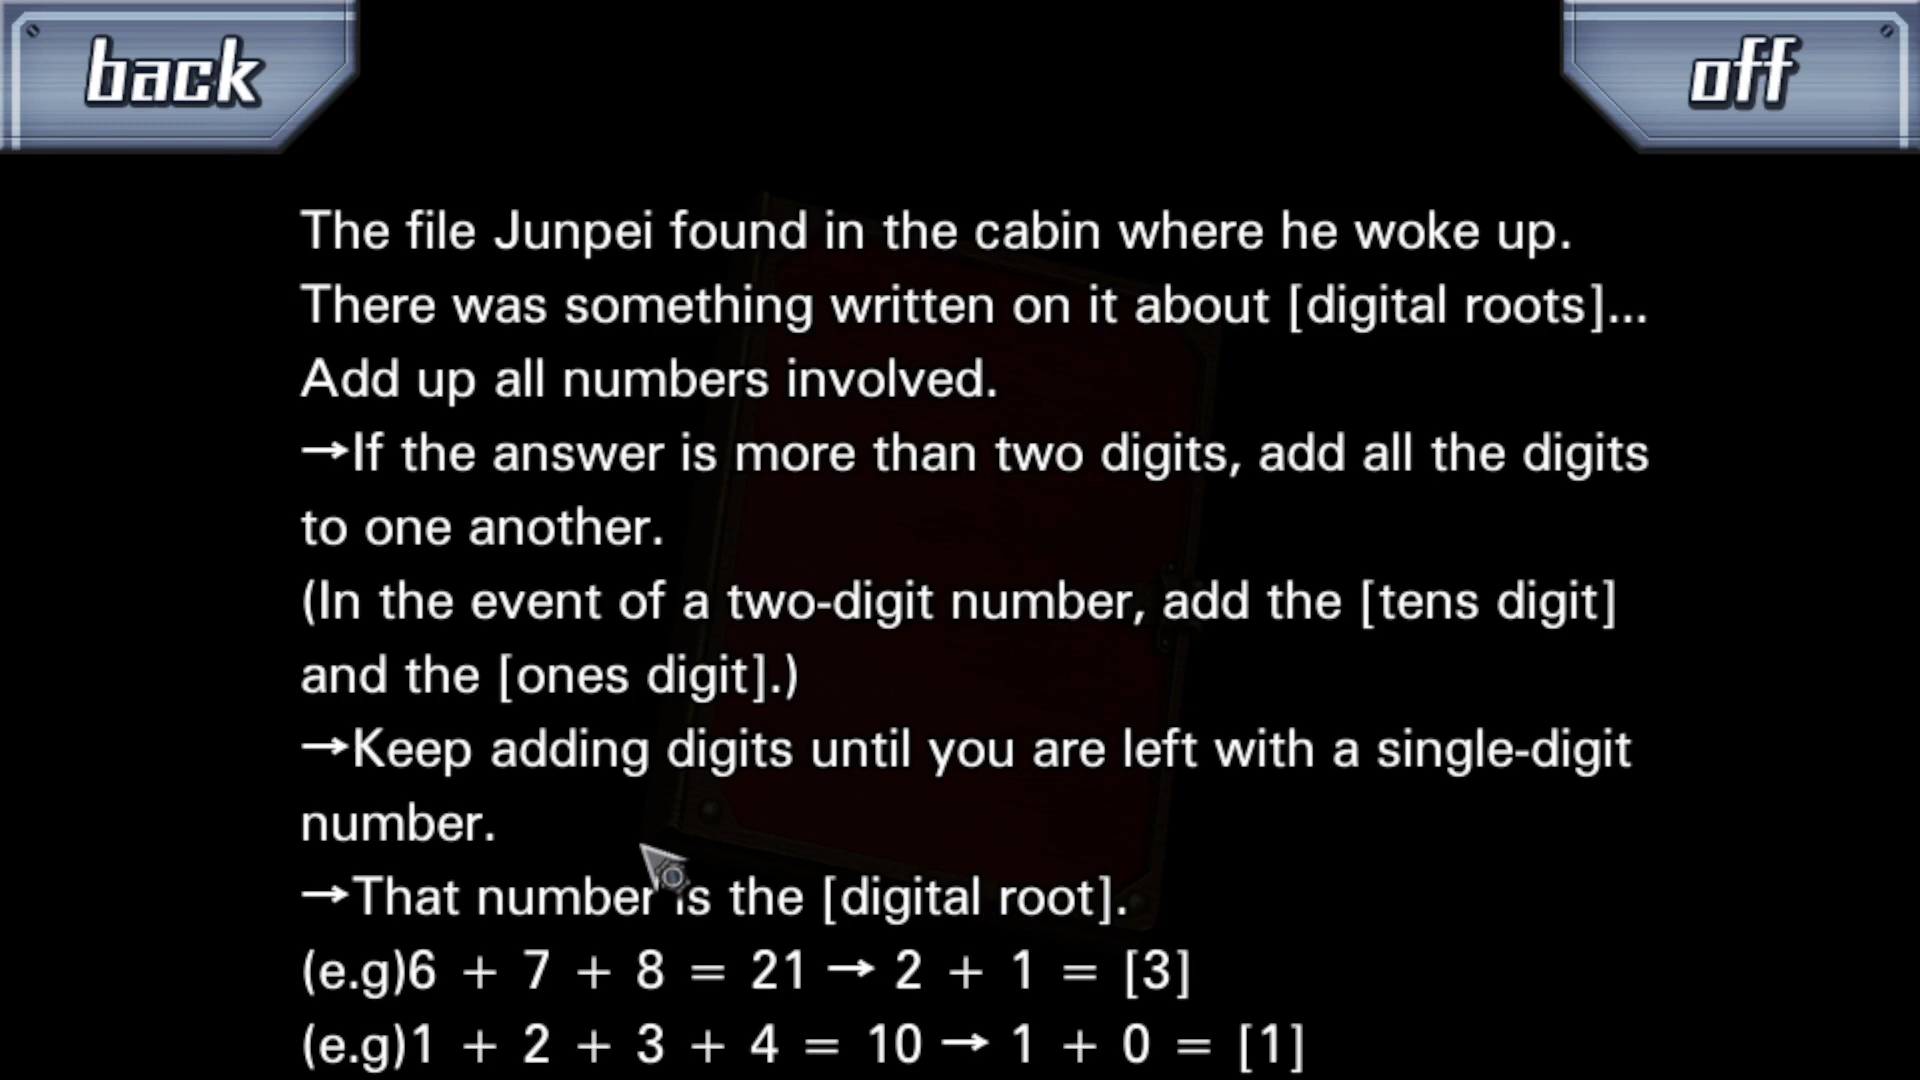 back
off
The file Junpei found in the cabin where he woke up.
There was something written on it about [digital roots]...
Add up all numbers involved.
→If the answer is more than two digits, add all the digits
to one another.
(In the event of a two-digit number, add the [tens digit]
and the [ones digit].)
→Keep adding digits until you are left with a single-digit
number.
→That number is the [digital root].
(e.g)6 + 7 + 8 = 21 → 2 + 1 = [3]
(e.g)1 + 2 + 3 + 4 = 10 → 1 + 0 = [1]